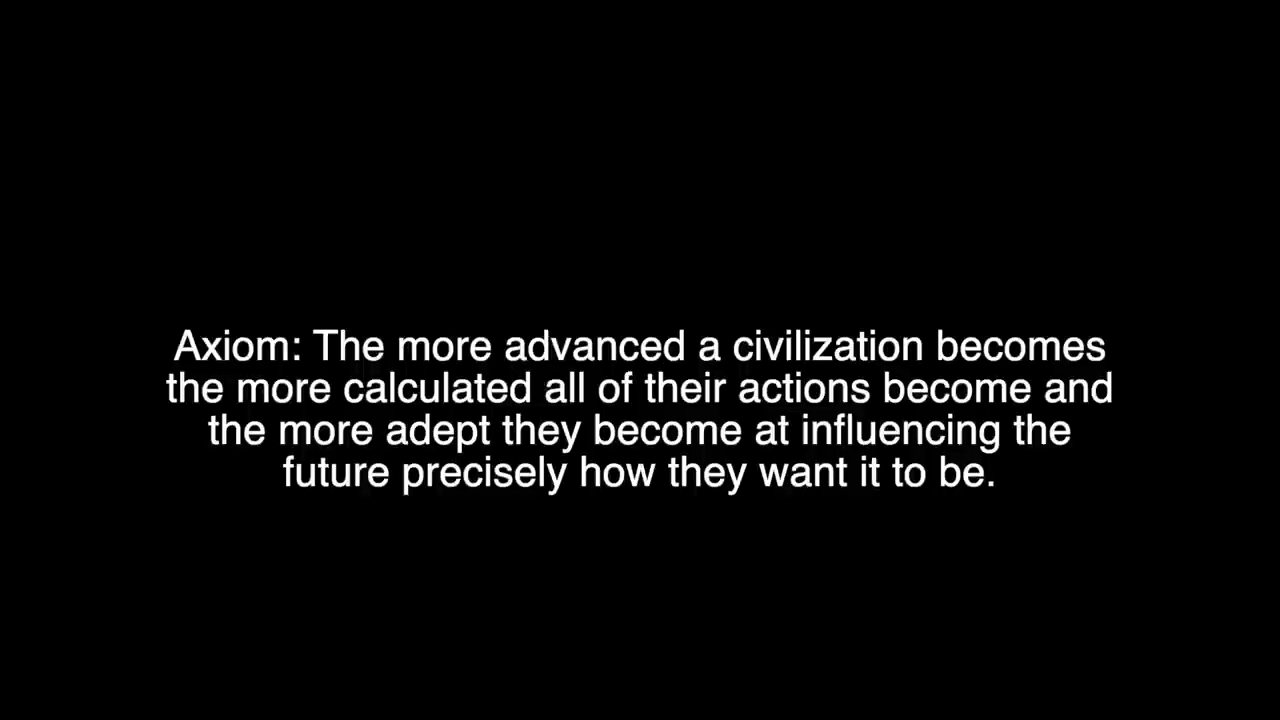 Axiom: The more advanced a civilization becomes
the more calculated all of their actions become and
the more adept they become at influencing the
future precisely how they want it to be.